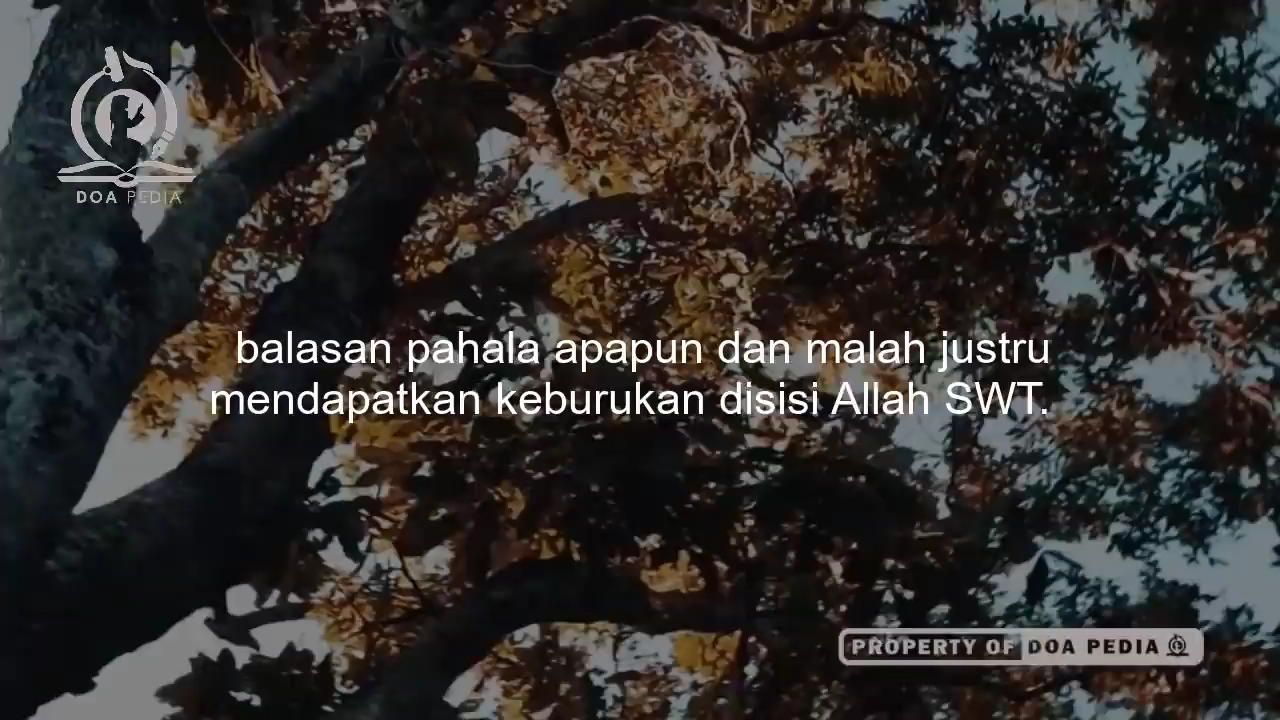 DOA PEDIA
balasan pahala apapun dan malah justru
mendapatkan keburukan disisi Allah SWT.
PROPERTY OF DOA PEDIA